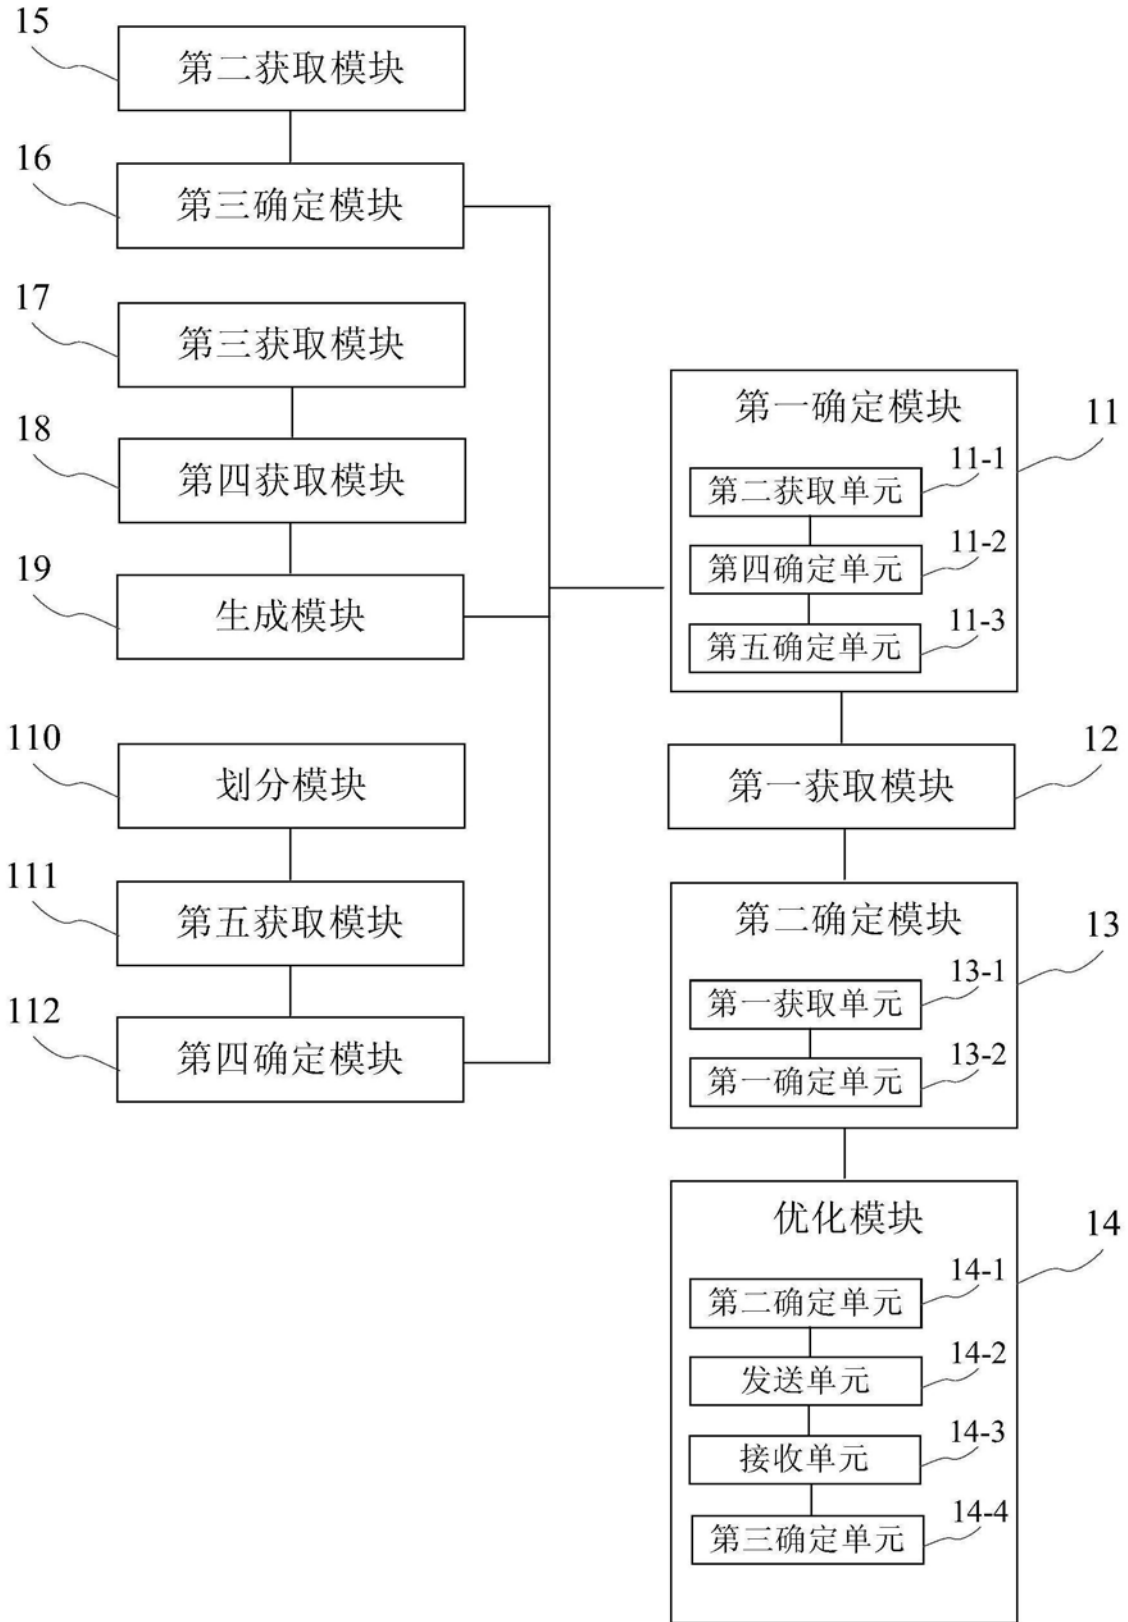 15
第二获取模块
16
第三确定模块
17
第三获取模块
18
第四获取模块
19
生成模块
110
划分模块
111
第五获取模块
112
第四确定模块
第一确定模块
11
11-1
第二获取单元
11-2
第四确定单元
11-3
第五确定单元
12
第一获取模块
第二确定模块
13
13-1
第一获取单元
13-2
第一确定单元
优化模块
14
14-1
第二确定单元
14-2
发送单元
14-3
接收单元
14-4
第三确定单元